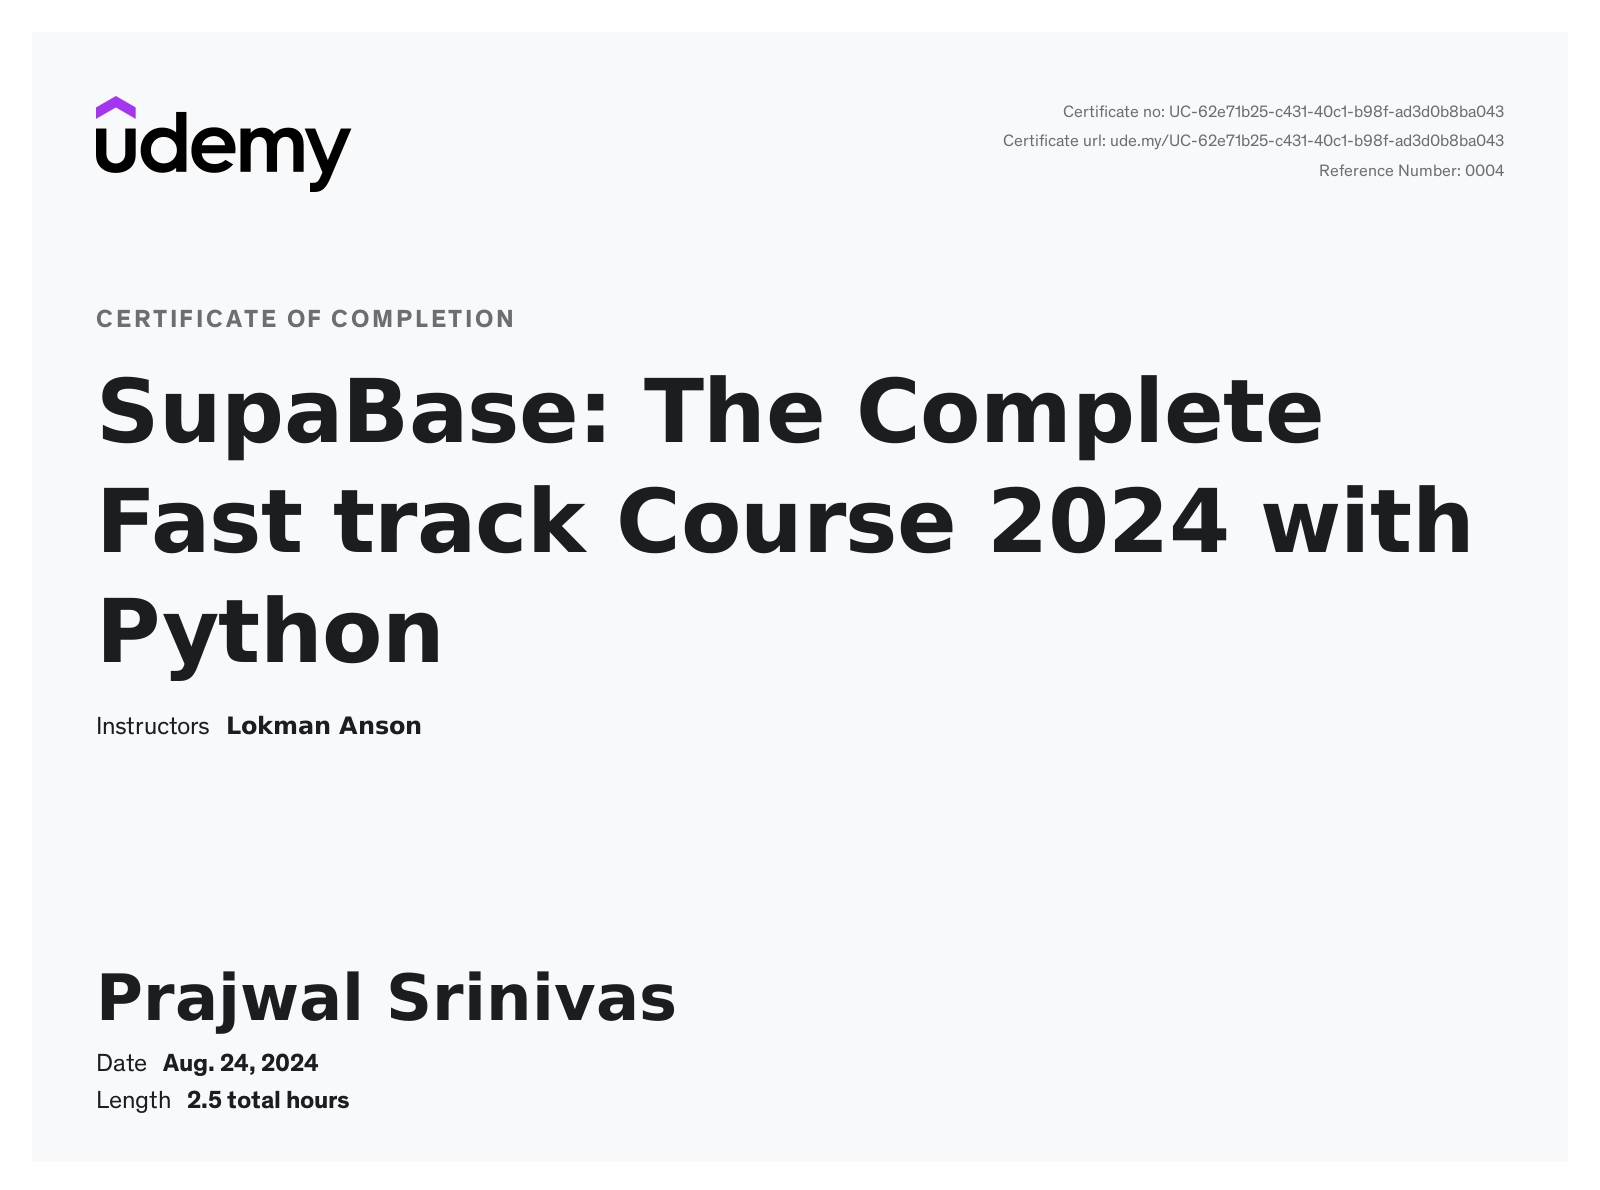 udemy
Certificate no: UC-62e71b25-c431-40c1-b98f-ad3d0b8ba043
Certificate url: ude.my/UC-62e71b25-c431-40c1-b98f-ad3d0b8ba043
Reference Number: 0004
CERTIFICATE OF COMPLETION
SupaBase: The Complete
Fast track Course 2024 with
Python
Instructors Lokman Anson
Prajwal Srinivas
Date Aug. 24, 2024
Length 2.5 total hours